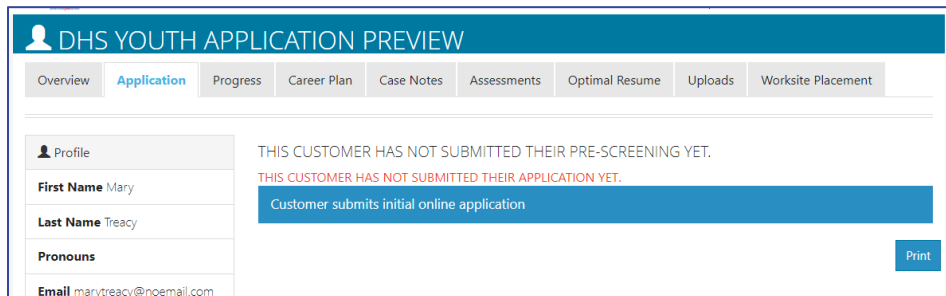 DHS YOUTH APPLICATION PREVIEW
Overview Application Progress Career Plan Case Notes Assessments Optimal Resume Uploads Worksite Placement
Profile
First Name Mary
Last Name Treacy
Pronouns
Email marytreacy@noemail.com
THIS CUSTOMER HAS NOT SUBMITTED THEIR PRE-SCREENING YET.
THIS CUSTOMER HAS NOT SUBMITTED THEIR APPLICATION YET.
Customer submits initial online application
Print